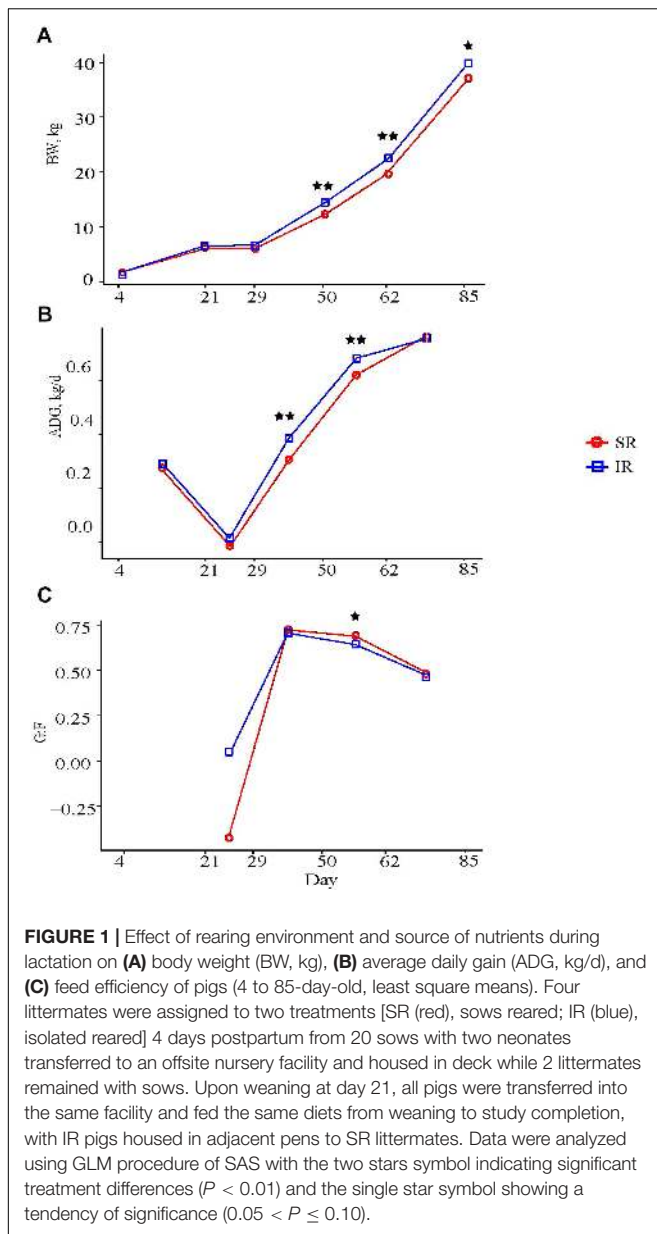 A
BW, kg
40
30
20
10
0
4 21 29 50 62 85
★★ ★★ ★
B
ADG, kg/d
0.6
0.4
0.2
0.0
4 21 29 50 62 85
★★ ★★
SR
IR
C
G:F
0.75
0.25
0.00
−0.25
★
4 21 29 50 62 85
Day
FIGURE 1 | Effect of rearing environment and source of nutrients during
lactation on (A) body weight (BW, kg), (B) average daily gain (ADG, kg/d), and
(C) feed efficiency of pigs (4 to 85-day-old, least square means). Four
littermates were assigned to two treatments [SR (red), sows reared; IR (blue),
isolated reared] 4 days postpartum from 20 sows with two neonates
transferred to an offsite nursery facility and housed in deck while 2 littermates
remained with sows. Upon weaning at day 21, all pigs were transferred into
the same facility and fed the same diets from weaning to study completion,
with IR pigs housed in adjacent pens to SR littermates. Data were analyzed
using GLM procedure of SAS with the two stars symbol indicating significant
treatment differences (P < 0.01) and the single star symbol showing a
tendency of significance (0.05 < P ≤ 0.10).